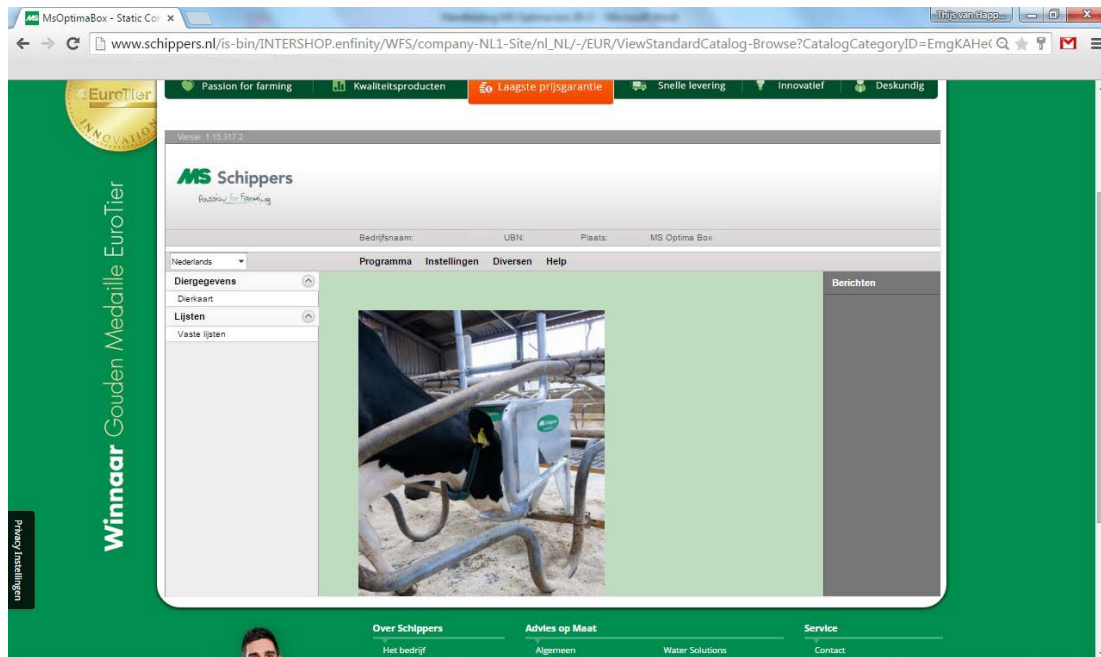 MsOptimaBox - Static Cor
Thijs van Happ...
www.schippers.nl/is-bin/INTERSHOP.enfinity/WFS/company-NL1-Site/nl_NL/-/EUR/ViewStandardCatalog-Browse?CatalogCategoryID=EmgKAHe
EuroTier
INNOVATION
Passion for farming
Kwaliteitsproducten
Laagste prijsgarantie
Snelle levering
Innovatief
Deskundig
Versie: 1.15.317.2
MS Schippers
Passion for Farming
Bedrijfsnaam: UBN: Plaats: MS Optima Box
Nederlands
Programma Instellingen Diversen Help
Diergegevens
Dierkaart
Lijsten
Vaste lijsten
Berichten
Winnaar Gouden Medaille EuroTier
Privacy Instellingen
Over Schippers
Het bedrijf
Advies op Maat
Algemeen
Water Solutions
Service
Contact